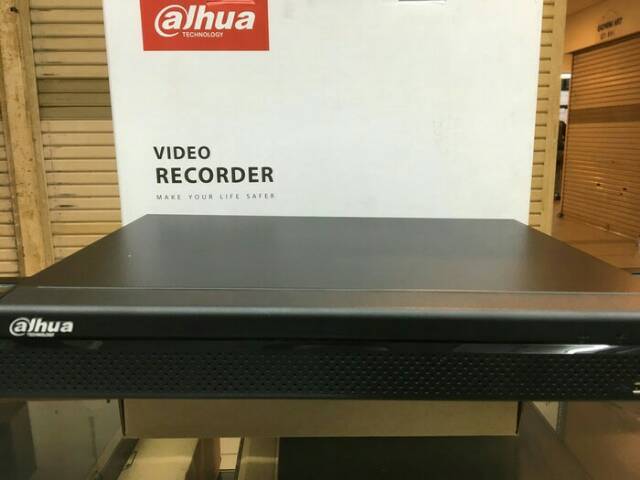 alhua
TECHNOLOGY
VIDEO
RECORDER
MAKE YOUR LIFE SAFER
alhua
TECHNOLOGY